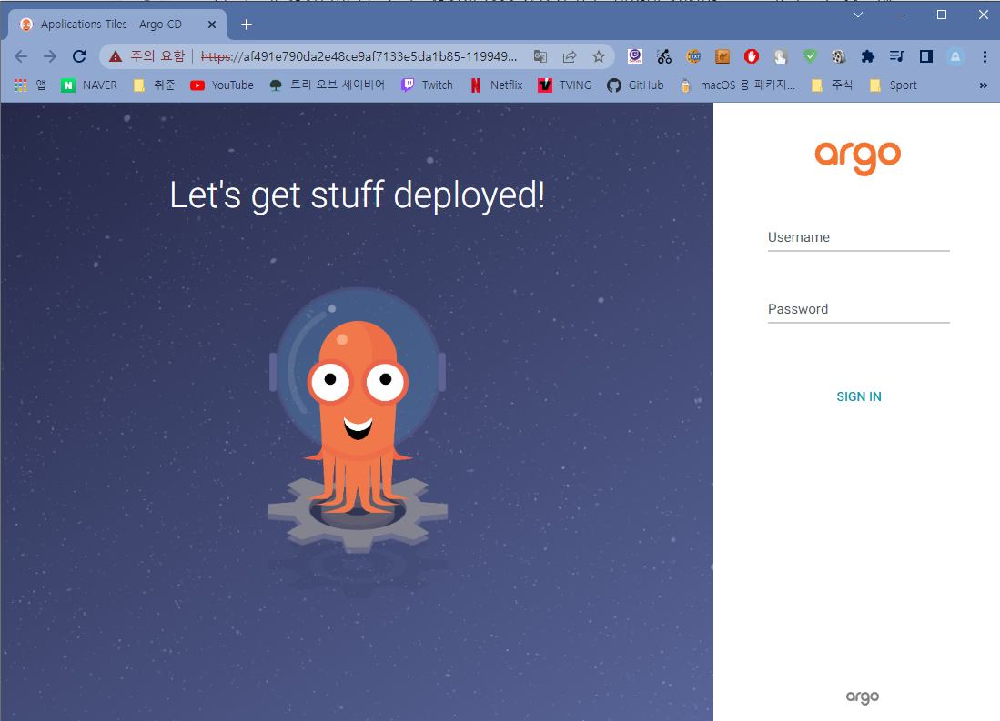 Applications Tiles - Argo CD
주의 요함 https://af491e790da2e48ce9af7133e5da1b85-119949...
앱 NAVER 취준 YouTube 트리 오브 세이비어 Twitch Netflix TVING GitHub macOS 용 패키지... 주식 Sport »
Let's get stuff deployed!
argo
Username
Password
SIGN IN
argo